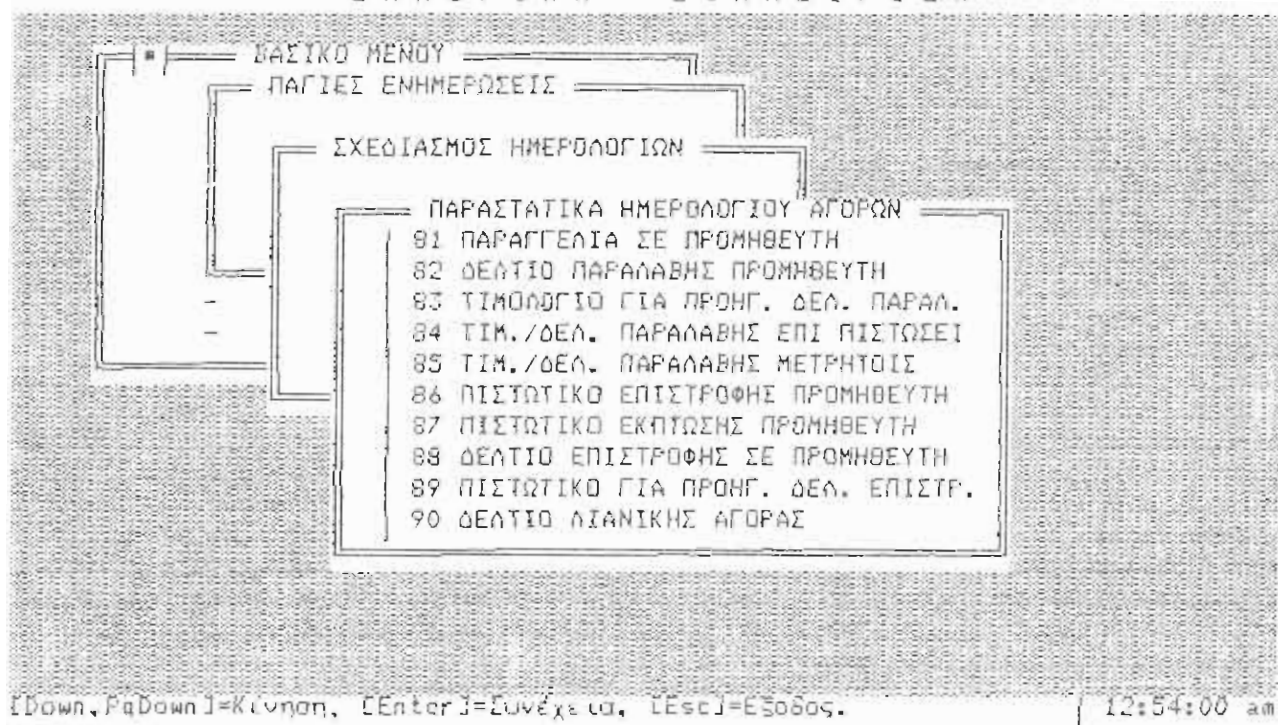 ΒΑΣΙΚΟ ΜΕΝΟΥ
ΠΑΓΙΕΣ ΕΝΗΜΕΡΩΣΕΙΣ
ΣΧΕΔΙΑΣΜΟΣ ΗΜΕΡΟΛΟΓΙΩΝ
ΠΑΡΑΣΤΑΤΙΚΑ ΗΜΕΡΟΛΟΓΙΟΥ ΑΓΟΡΩΝ
81 ΠΑΡΑΓΓΕΛΙΑ ΣΕ ΠΡΟΜΗΘΕΥΤΗ
82 ΔΕΛΤΙΟ ΠΑΡΑΛΑΒΗΣ ΠΡΟΜΗΘΕΥΤΗ
83 ΤΙΜΟΛΟΓΙΟ ΓΙΑ ΠΡΟΗΓ. ΔΕΛ. ΠΑΡΑΛ.
84 ΤΙΜ./ΔΕΛ. ΠΑΡΑΛΑΒΗΣ ΕΠΙ ΠΙΣΤΩΣΕΙ
85 ΤΙΜ./ΔΕΛ. ΠΑΡΑΛΑΒΗΣ ΜΕΤΡΗΤΟΙΣ
86 ΠΙΣΤΩΤΙΚΟ ΕΠΙΣΤΡΟΦΗΣ ΠΡΟΜΗΘΕΥΤΗ
87 ΠΙΣΤΩΤΙΚΟ ΕΚΠΤΩΣΗΣ ΠΡΟΜΗΘΕΥΤΗ
88 ΔΕΛΤΙΟ ΕΠΙΣΤΡΟΦΗΣ ΣΕ ΠΡΟΜΗΘΕΥΤΗ
89 ΠΙΣΤΩΤΙΚΟ ΓΙΑ ΠΡΟΗΓ. ΔΕΛ. ΕΠΙΣΤΡ.
90 ΔΕΛΤΙΟ ΛΙΑΝΙΚΗΣ ΑΓΟΡΑΣ
[Down,PgDown]=Κίνηση, [Enter]=Συνέχεια, [Esc]=Εξοδος. 12:54:00 am